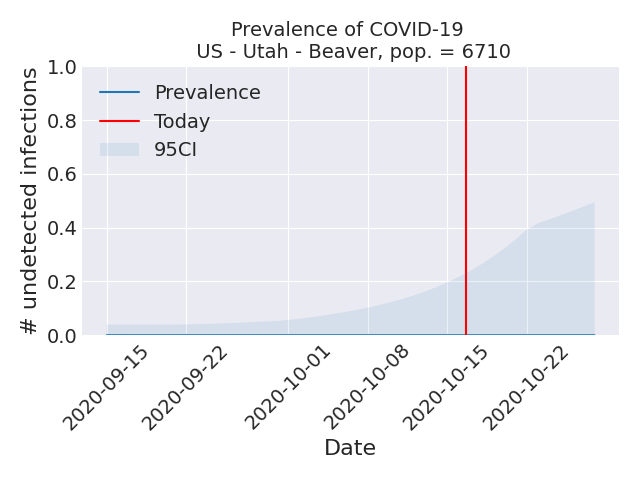 Prevalence of COVID-19
US - Utah - Beaver, pop. = 6710
# undetected infections
1.0
0.8
0.6
0.4
0.2
0.0
Prevalence
Today
95CI
2020-09-15
2020-09-22
2020-10-01
2020-10-08
2020-10-15
2020-10-22
Date